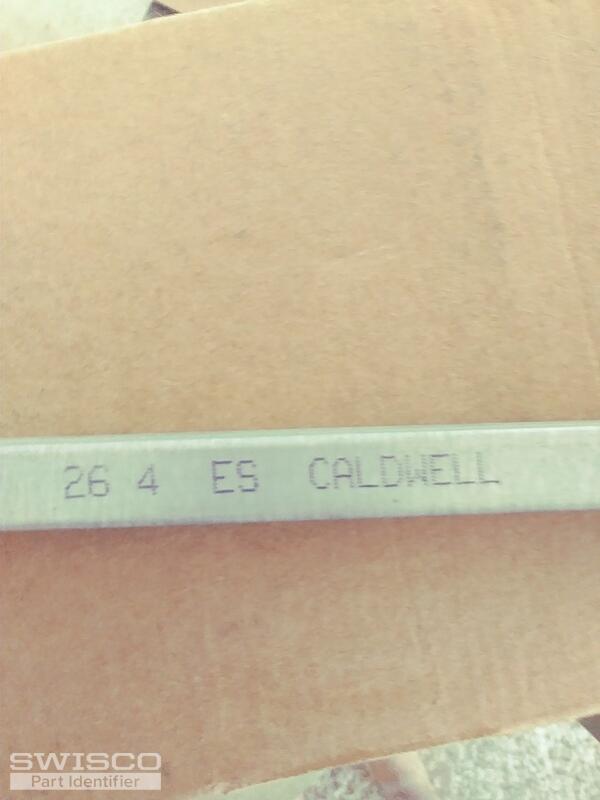 26 4 ES CALDWELL
SWISCO
Part Identifier